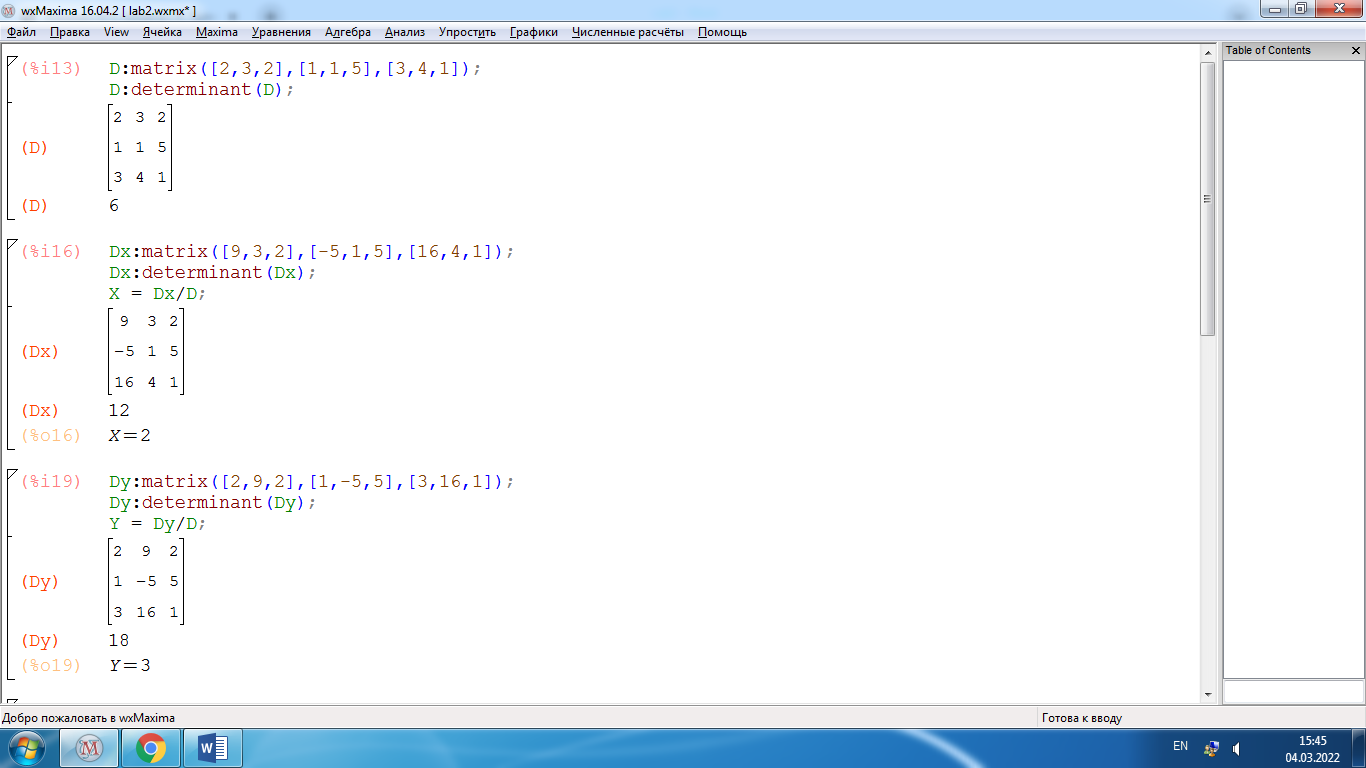 wxMaxima 16.04.2 [ lab2.wxmx* ]
Файл Правка View Ячейка Maxima Уравнения Алгебра Анализ Упростить Графики Численные расчёты Помощь
Table of Contents
(%i13) D:matrix([2,3,2],[1,1,5],[3,4,1]);
D:determinant(D);
2 3 2
(D) 1 1 5
3 4 1
(D) 6
(%i16) Dx:matrix([9,3,2],[-5,1,5],[16,4,1]);
Dx:determinant(Dx);
X = Dx/D;
9 3 2
(Dx) -5 1 5
16 4 1
(Dx) 12
(%o16) X=2
(%i19) Dy:matrix([2,9,2],[1,-5,5],[3,16,1]);
Dy:determinant(Dy);
Y = Dy/D;
2 9 2
(Dy) 1 -5 5
3 16 1
(Dy) 18
(%o19) Y=3
Добро пожаловать в wxMaxima
Готова к вводу
EN
15:45
04.03.2022